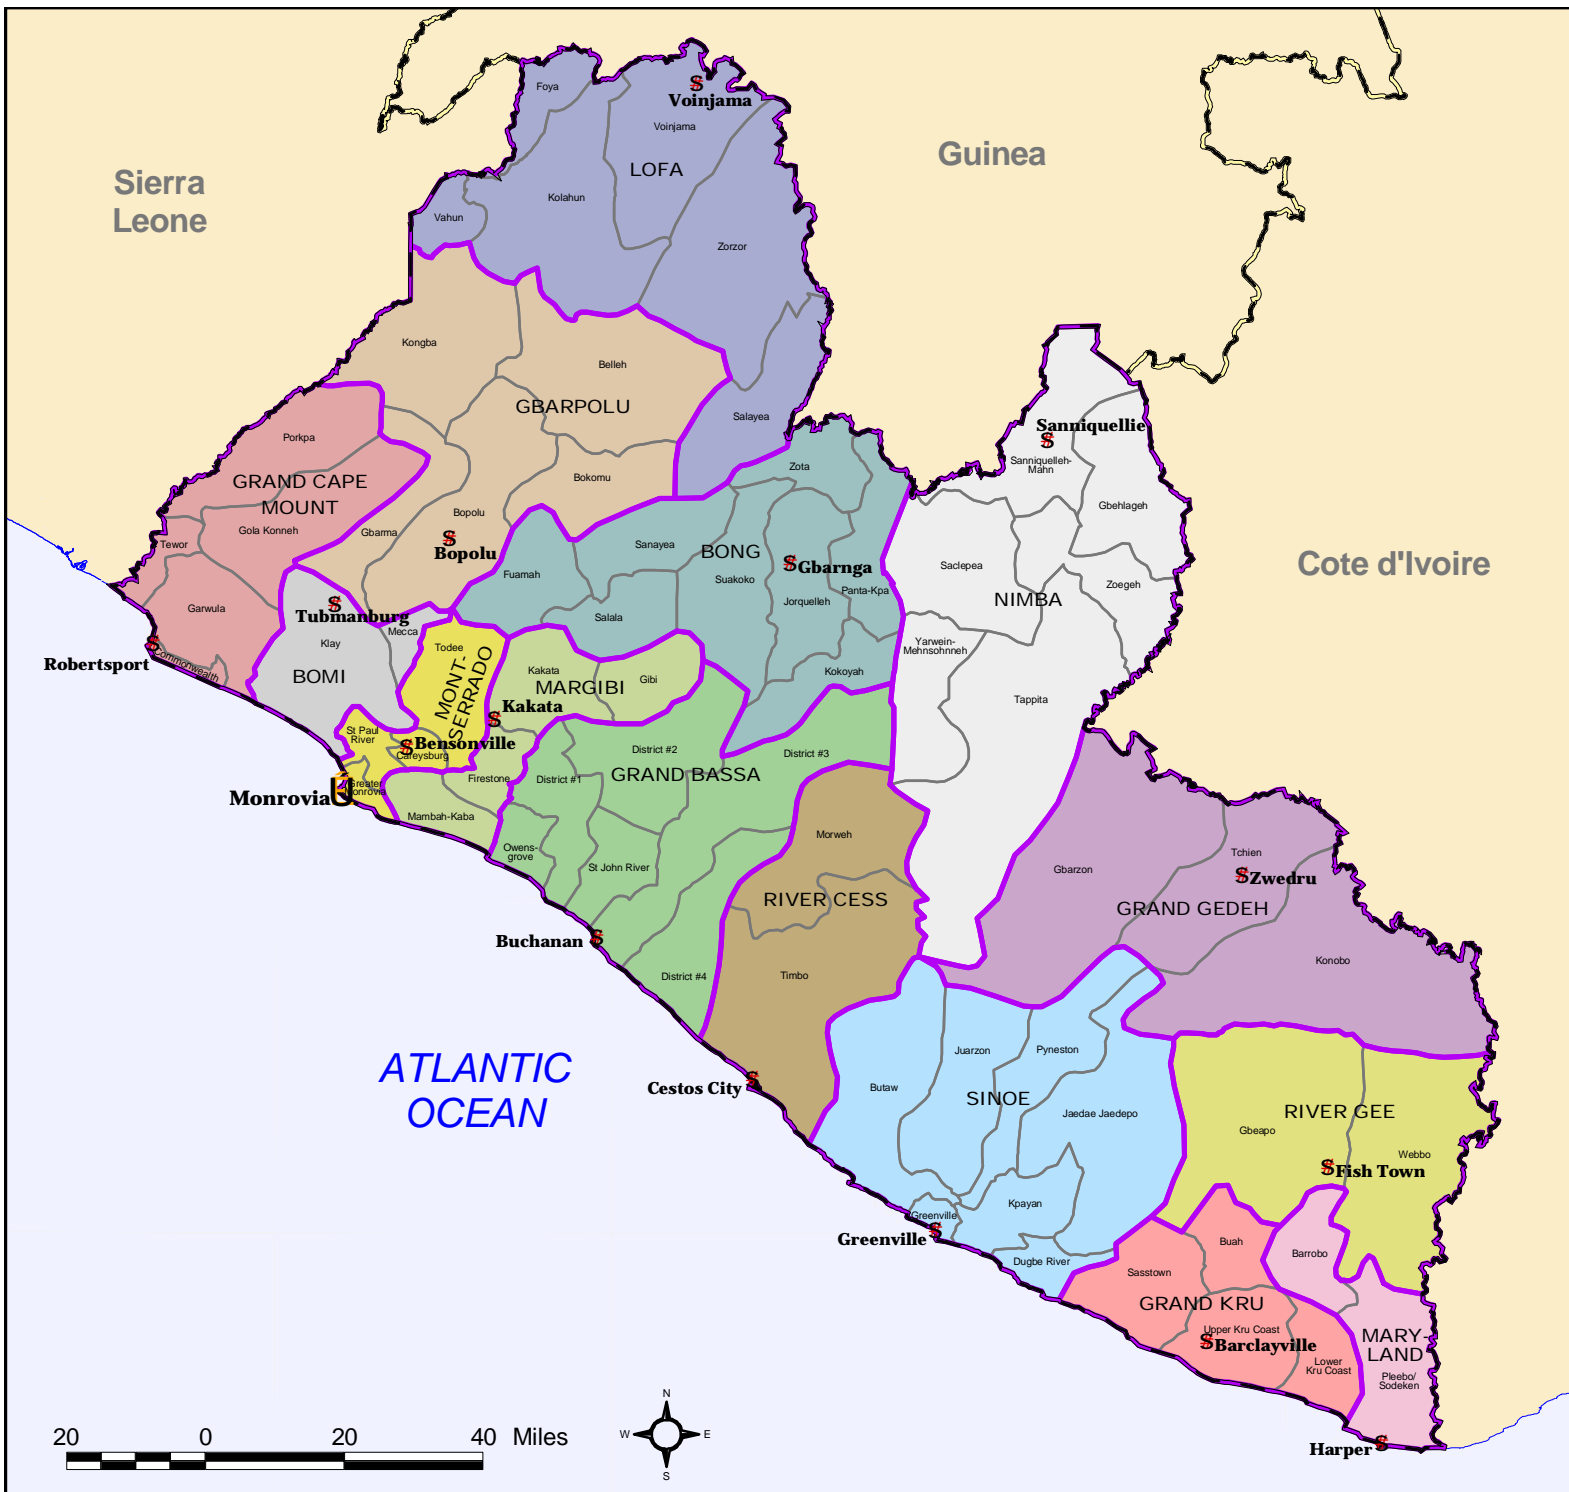 Foya
Voinjama
Voinjama
LOFA
Guinea
Sierra
Leone
Kolahun
Vahun
Zorzor
Kongba
Belleh
GBARPOLU
Salayea
Porkpa
Sanniquellie
Sanniquelleh-
Mahn
Zota
Bokomu
GRAND CAPE
MOUNT
Gbehlageh
Bopolu
Gola Konneh
Gbarma
Tewor
Bopolu
Sanayea
BONG
Gbarnga
Cote d'Ivoire
Fuamah
Suakoko
Saclepea
Zoegeh
Panta-Kpa
Jorquelleh
NIMBA
Garwula
Tubmanburg
Salala
Mecca
Klay
Todee
Yarwein-
Mehnsohnneh
Robertsport
Commonwealth
BOMI
MONT-
SERRADO
Kakata
Gibi
MARGIBI
Kokoyah
Tappita
Kakata
St Paul
River
Bensonville
Careysburg
District #2
District #3
GRAND BASSA
District #1
Firestone
Greater
Monrovia
Monrovia
Mambah-Kaba
Morweh
Owens-
grove
St John River
Gbarzon
Tchien
Zwedru
RIVER CESS
GRAND GEDEH
Buchanan
District #4
Timbo
Konobo
ATLANTIC
OCEAN
Juarzon
Pyneston
Cestos City
Butaw
SINOE
Jaedae Jaedepo
RIVER GEE
Gbeapo
Webbo
Fish Town
Kpayan
Greenville
Greenville
Buah
Barrobo
Dugbe River
Sasstown
GRAND KRU
Upper Kru Coast
Barclayville
MARY-
LAND
Lower
Kru Coast
Pleebo/
Sodeken
Harper
20 0 20 40 Miles
N
W E
S